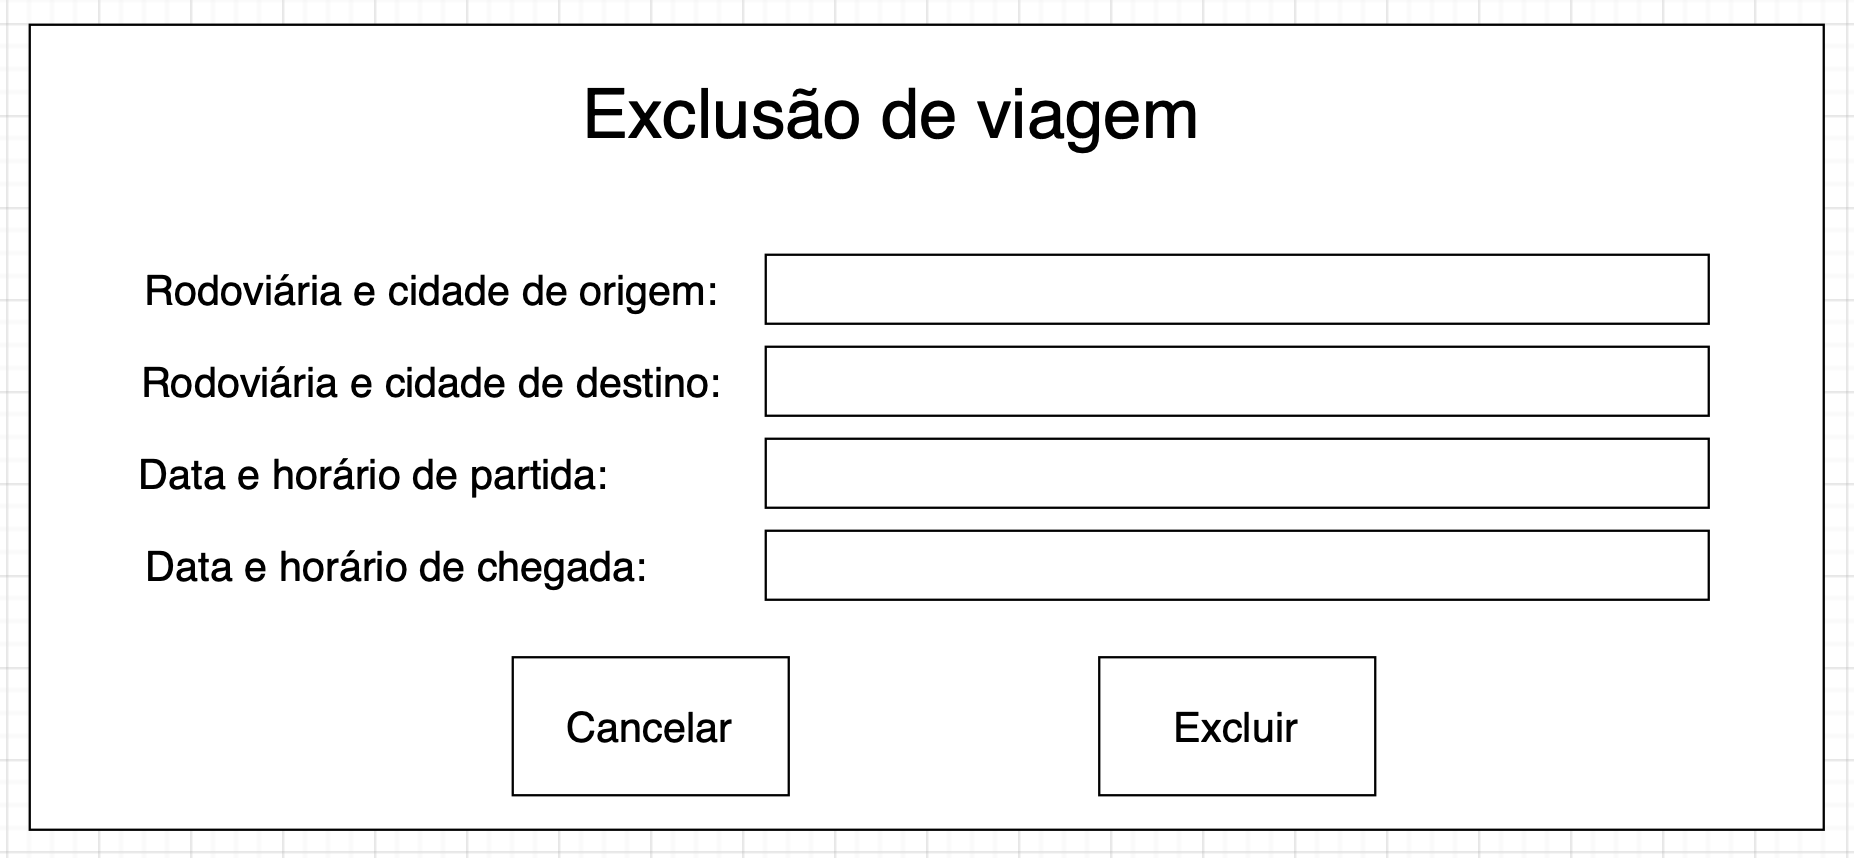 Exclusão de viagem
Rodoviária e cidade de origem:
Rodoviária e cidade de destino:
Data e horário de partida:
Data e horário de chegada:
Cancelar
Excluir